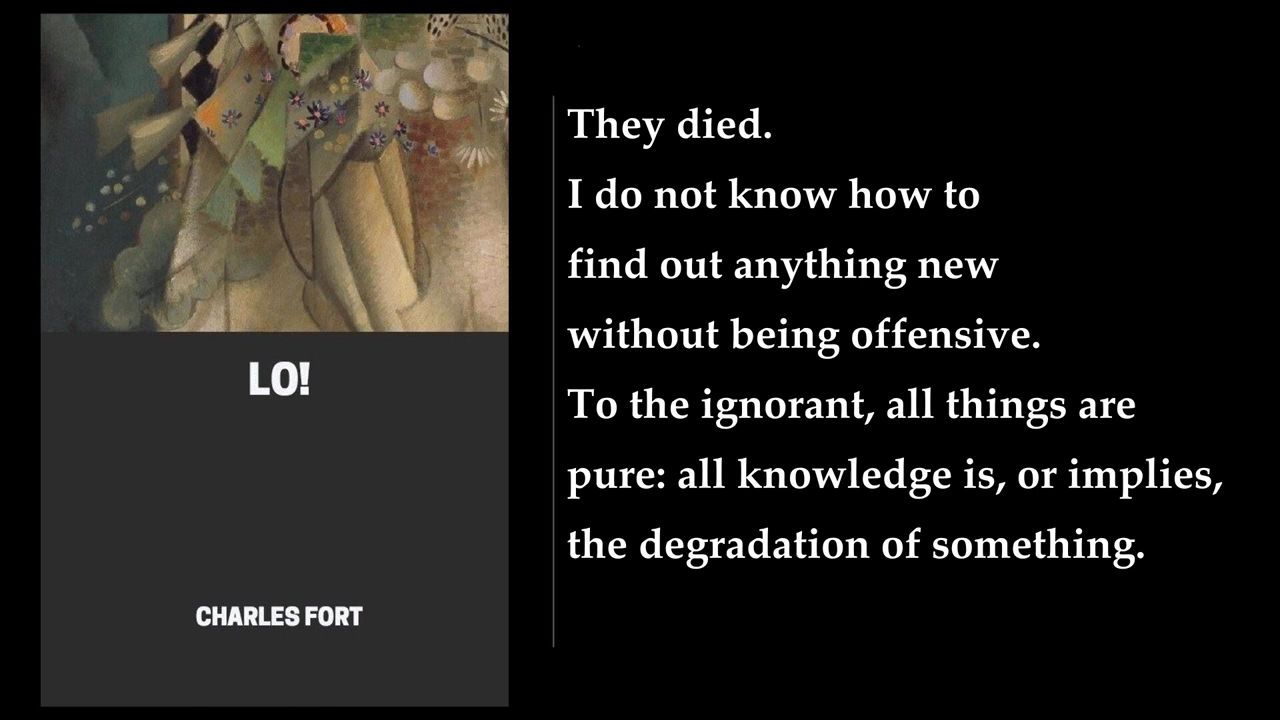 LO!
CHARLES FORT
They died.
I do not know how to
find out anything new
without being offensive.
To the ignorant, all things are
pure: all knowledge is, or implies,
the degradation of something.